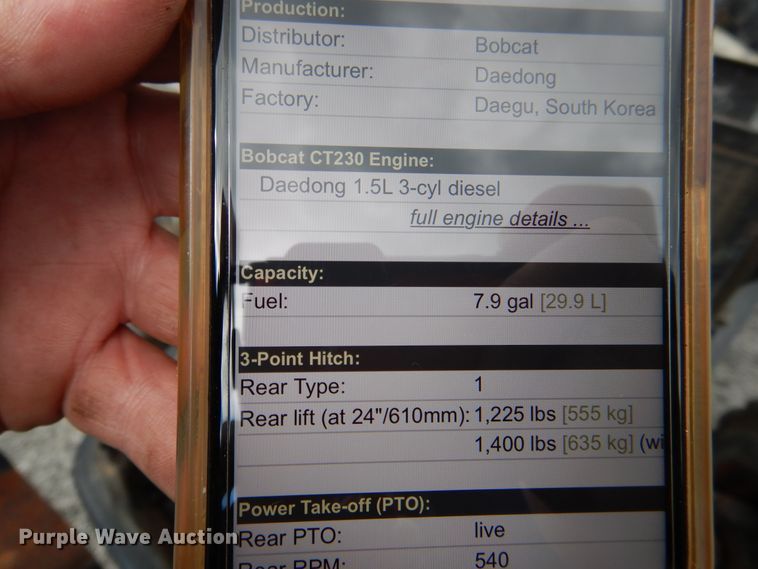 Production:
Distributor: Bobcat
Manufacturer: Daedong
Factory: Daegu, South Korea
Bobcat CT230 Engine:
Daedong 1.5L 3-cyl diesel
full engine details ...
Capacity:
Fuel: 7.9 gal [29.9 L]
3-Point Hitch:
Rear Type: 1
Rear lift (at 24"/610mm): 1,225 lbs [555 kg]
1,400 lbs [635 kg] (wi
Power Take-off (PTO):
Rear PTO: live
Rear RPM: 540
Purple Wave Auction